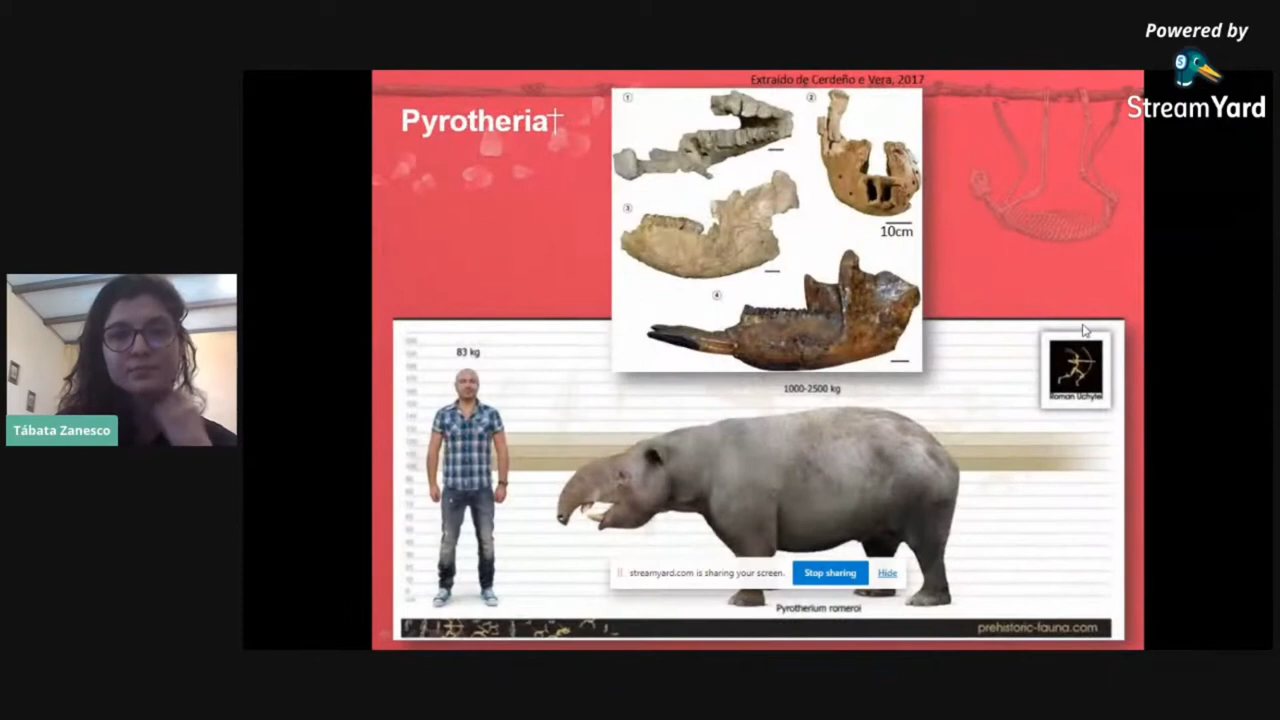 Powered by
StreamYard
Extraído de Cerdeño e Vera, 2017
Pyrotheria†
1
2
3
10cm
4
83 kg
1000-2500 kg
Roman Uchytel
Tábata Zanesco
streamyard.com is sharing your screen.
Stop sharing
Hide
Pyrotherium romeroi
prehistoric-fauna.com